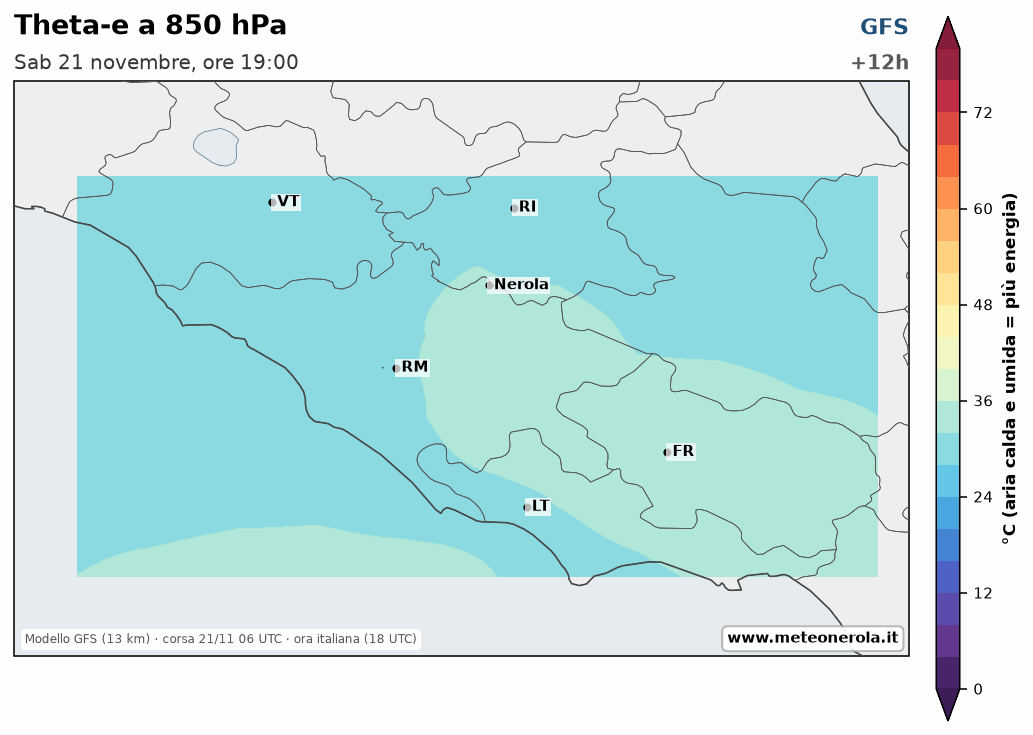 Theta-e a 850 hPa
GFS
Sab 21 novembre, ore 19:00
+12h
VT
RI
Nerola
RM
FR
LT
Modello GFS (13 km) · corsa 21/11 06 UTC · ora italiana (18 UTC)
www.meteonerola.it
72
60
48
36
24
12
0
°C (aria calda e umida = più energia)